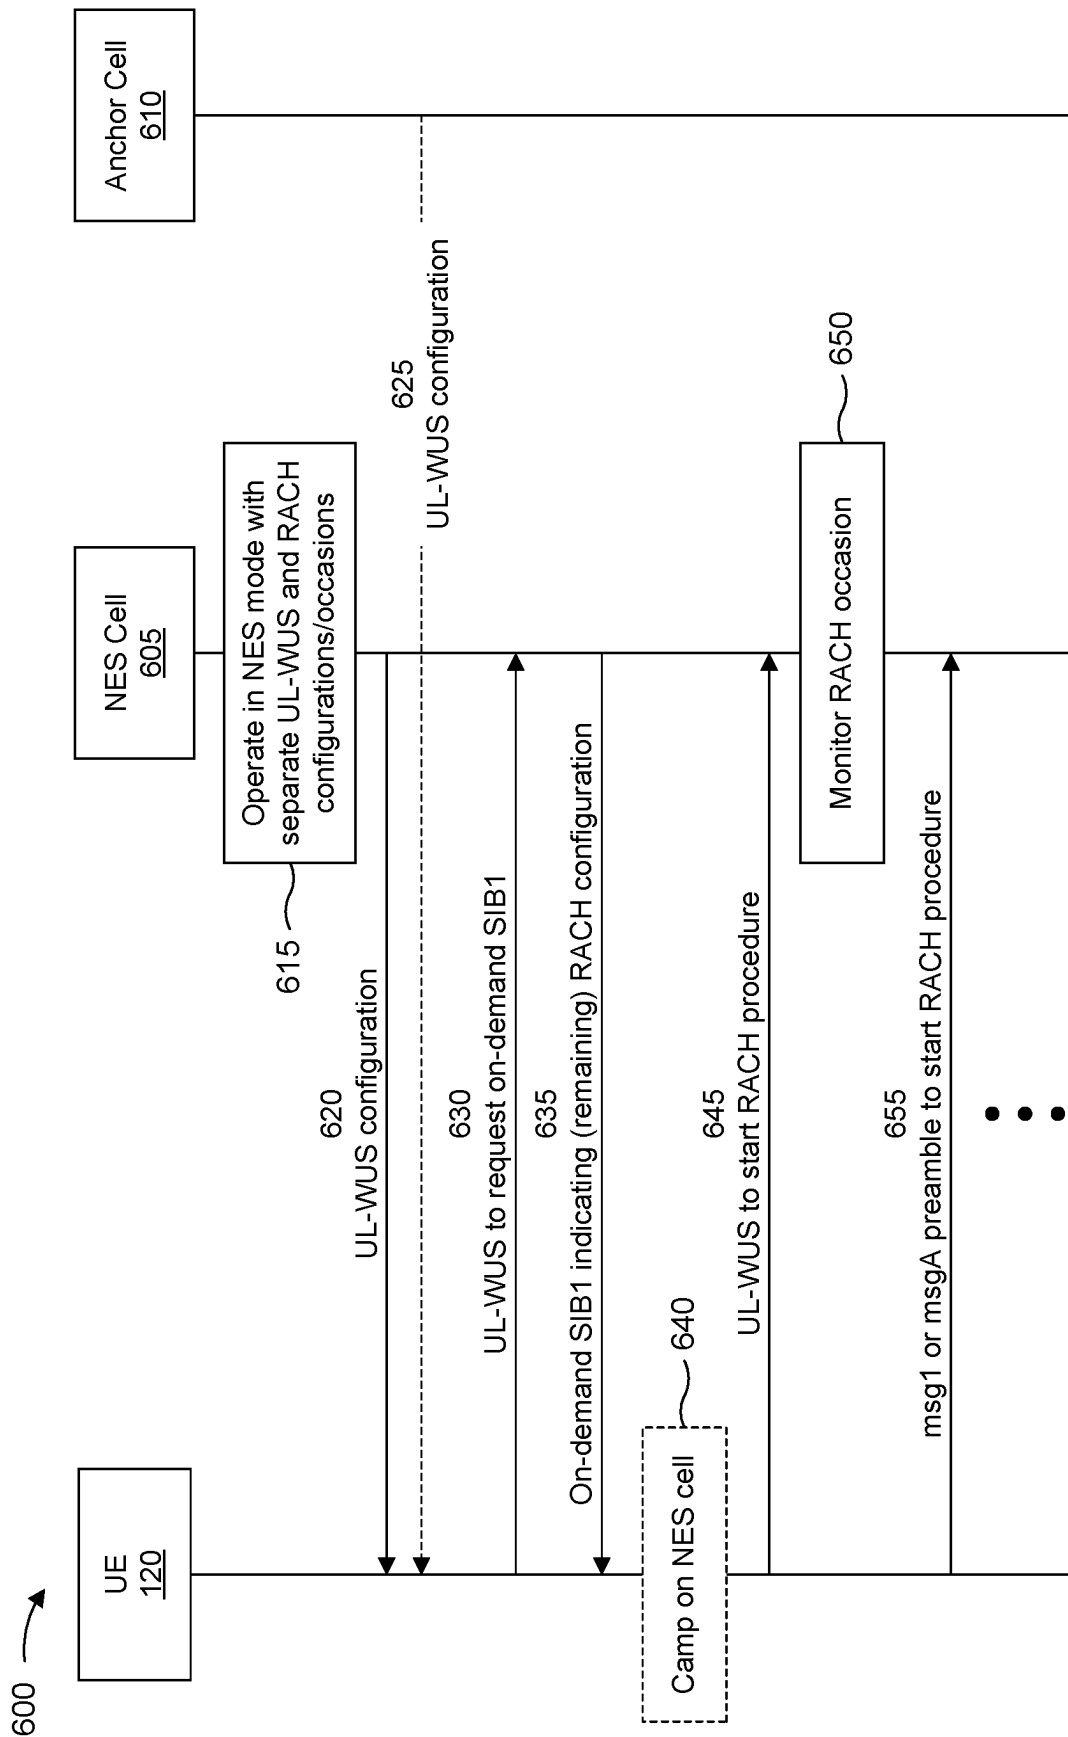 600
UE
120
NES Cell
605
Anchor Cell
610
Operate in NES mode with
separate UL-WUS and RACH
configurations/occasions
615
620
UL-WUS configuration
625
UL-WUS configuration
630
UL-WUS to request on-demand SIB1
635
On-demand SIB1 indicating (remaining) RACH configuration
Camp on NES cell
640
645
UL-WUS to start RACH procedure
Monitor RACH occasion
650
655
msg1 or msgA preamble to start RACH procedure